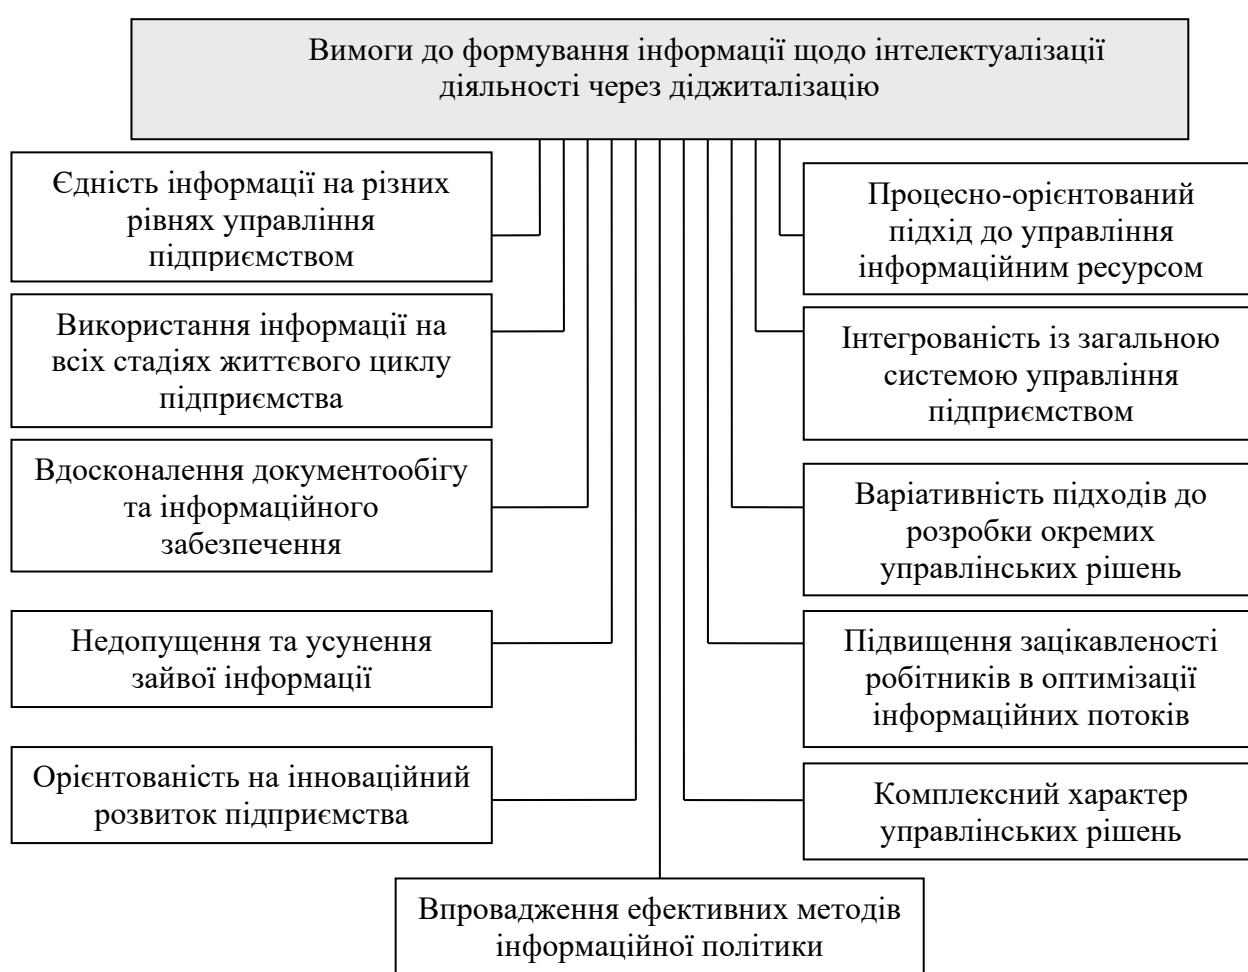 Вимоги до формування інформації щодо інтелектуалізації
діяльності через діджиталізацію
Єдність інформації на різних
рівнях управління
підприємством
Використання інформації на
всіх стадіях життєвого циклу
підприємства
Вдосконалення документообігу
та інформаційного
забезпечення
Недопущення та усунення
зайвої інформації
Орієнтованість на інноваційний
розвиток підприємства
Процесно-орієнтований
підхід до управління
інформаційним ресурсом
Інтегрованість із загальною
системою управління
підприємством
Варіативність підходів до
розробки окремих
управлінських рішень
Підвищення зацікавленості
робітників в оптимізації
інформаційних потоків
Комплексний характер
управлінських рішень
Впровадження ефективних методів
інформаційної політики